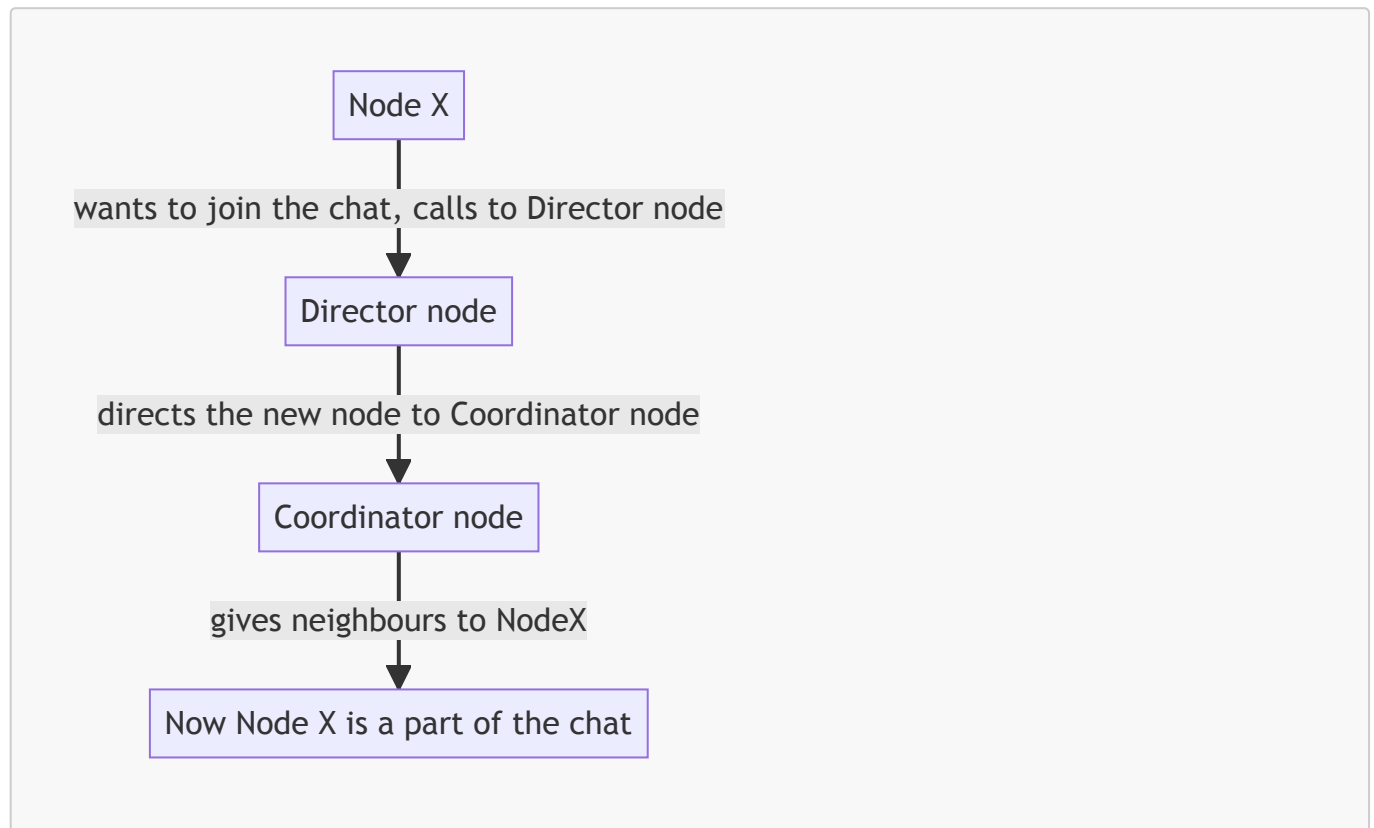 Node X
wants to join the chat, calls to Director node
Director node
directs the new node to Coordinator node
Coordinator node
gives neighbours to NodeX
Now Node X is a part of the chat